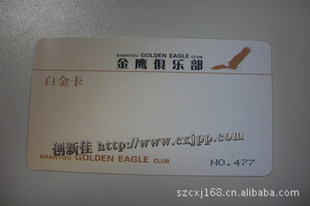 SHANTOU GOLDEN EAGLE CLUB
金鹰俱乐部
白金卡
创新佳 http://www.cxjpp.com
SHANTOU GOLDEN EAGLE CLUB
NO.477
szcxj168.cn.alibaba.com